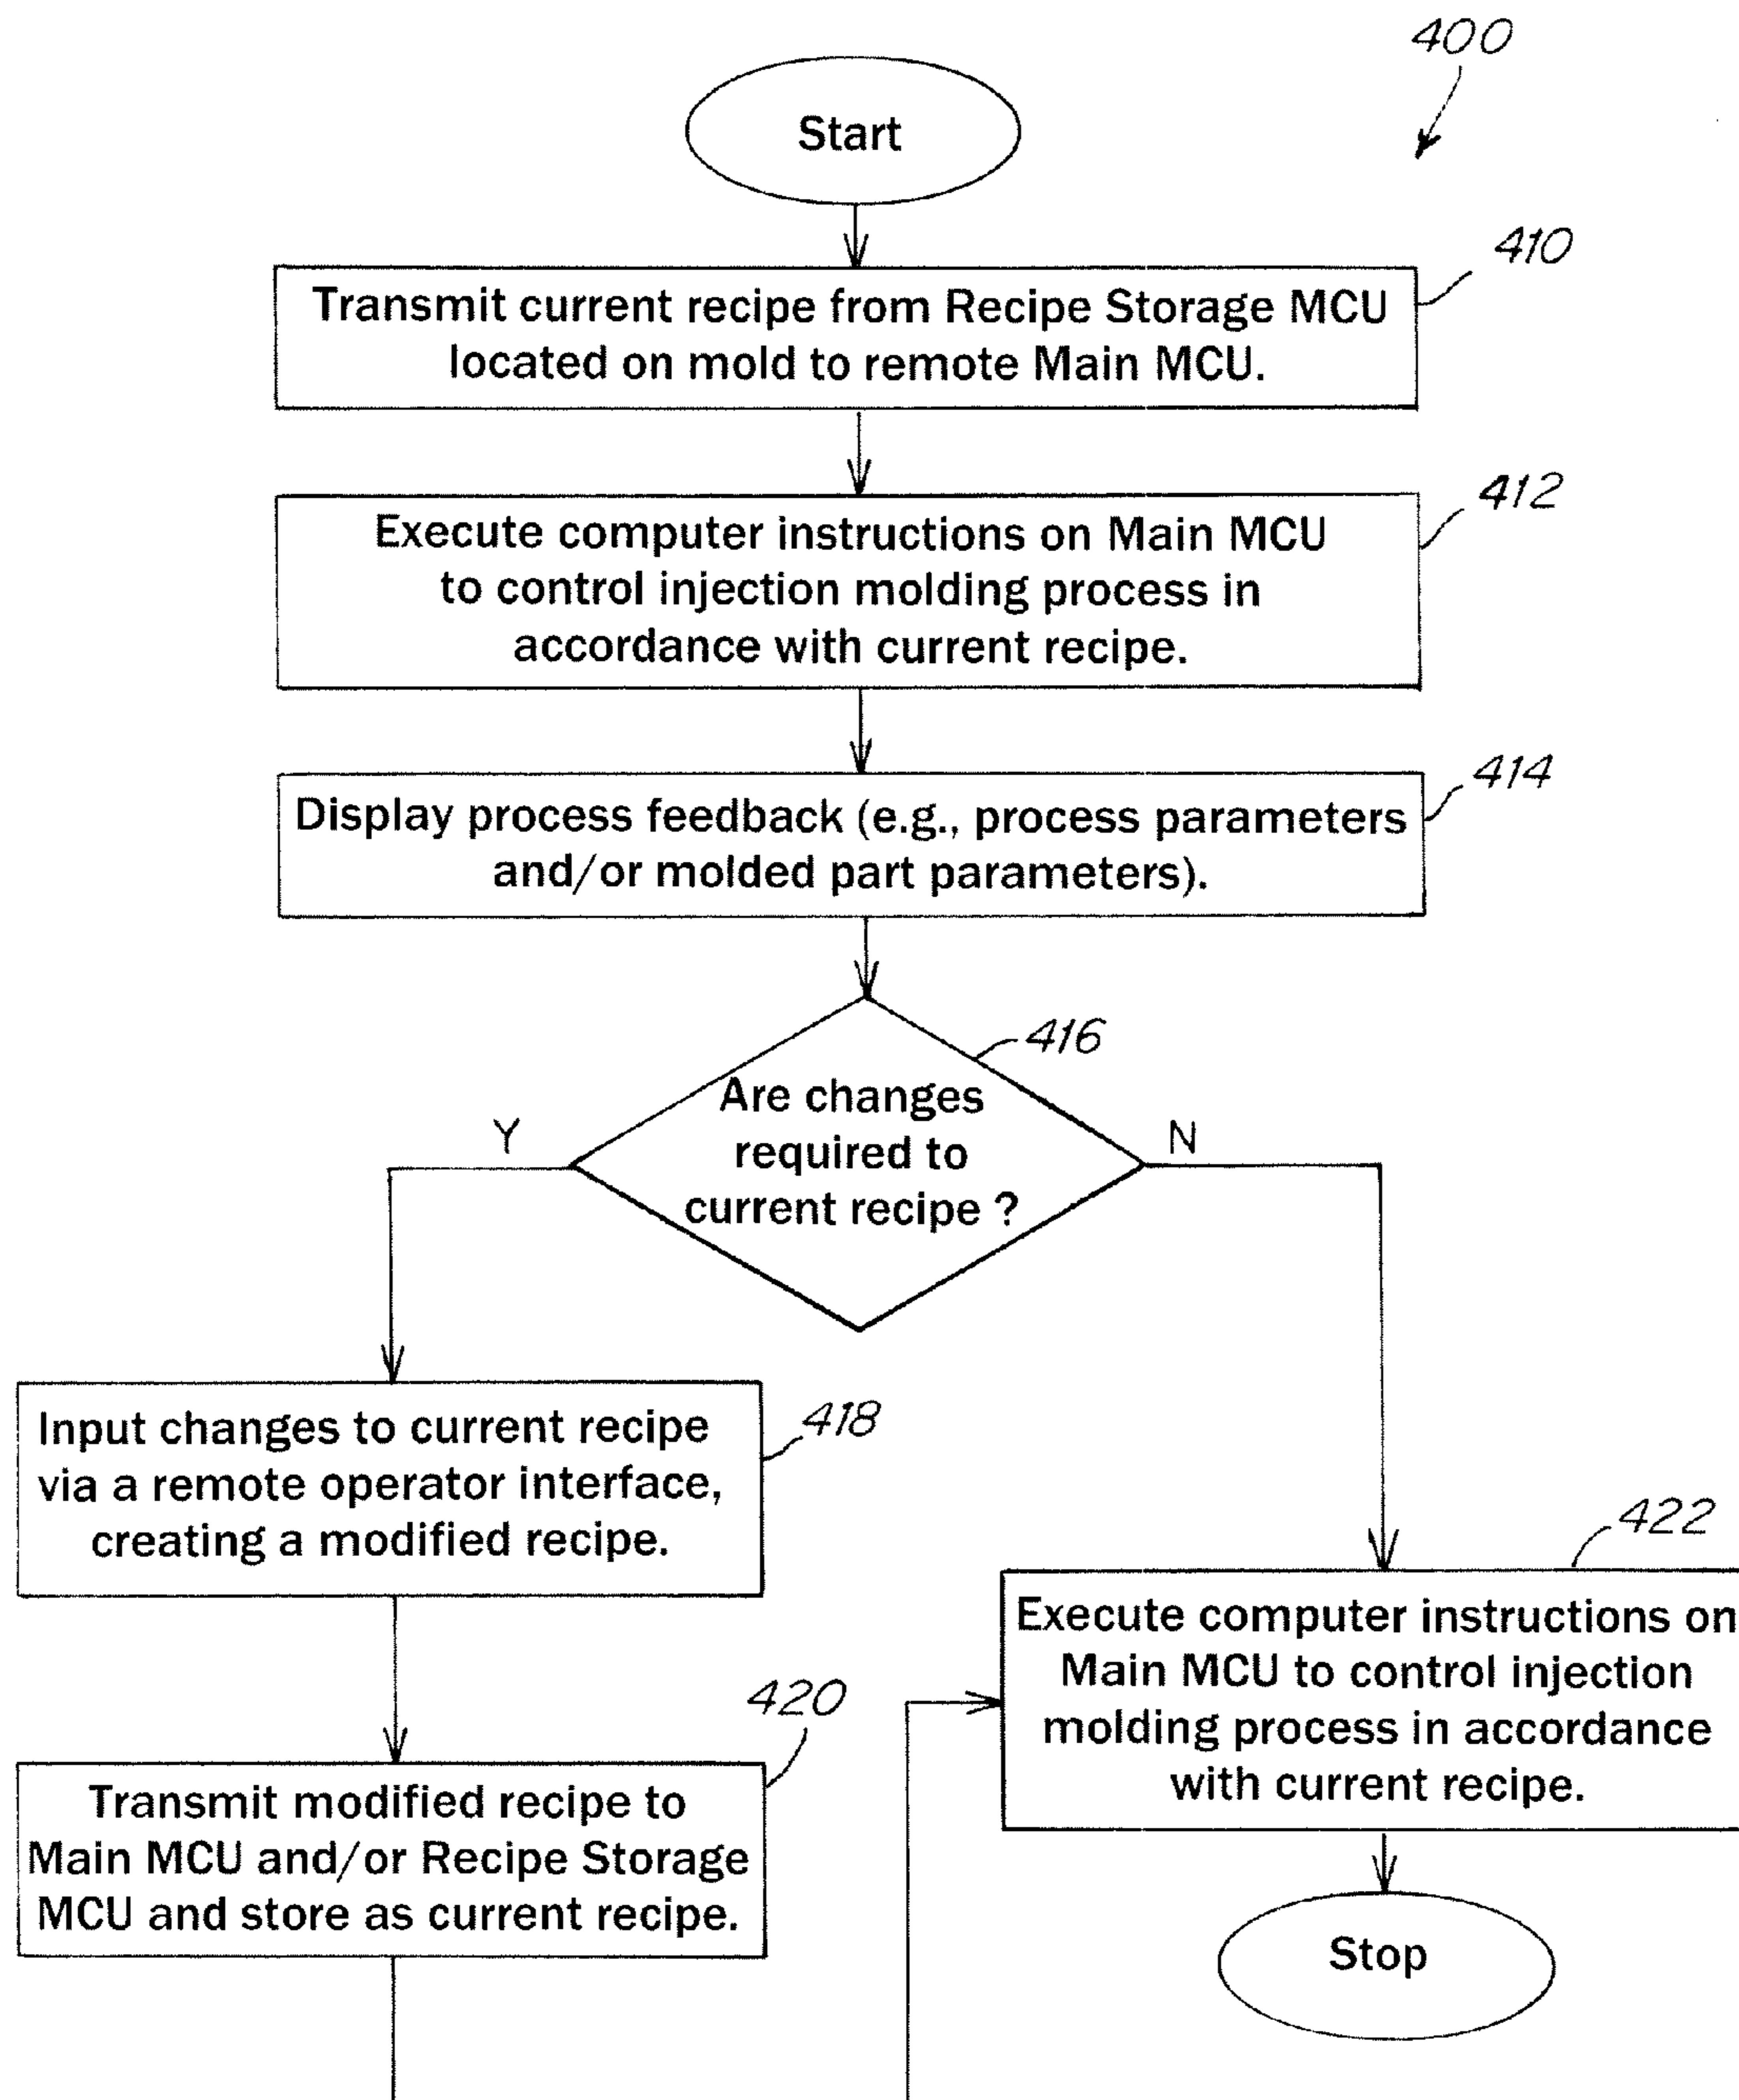 400
Start
410
Transmit current recipe from Recipe Storage MCU
located on mold to remote Main MCU.
412
Execute computer instructions on Main MCU
to control injection molding process in
accordance with current recipe.
414
Display process feedback (e.g., process parameters
and/or molded part parameters).
416
Are changes
required to
current recipe ?
Y
N
418
Input changes to current recipe
via a remote operator interface,
creating a modified recipe.
420
Transmit modified recipe to
Main MCU and/or Recipe Storage
MCU and store as current recipe.
422
Execute computer instructions on
Main MCU to control injection
molding process in accordance
with current recipe.
Stop